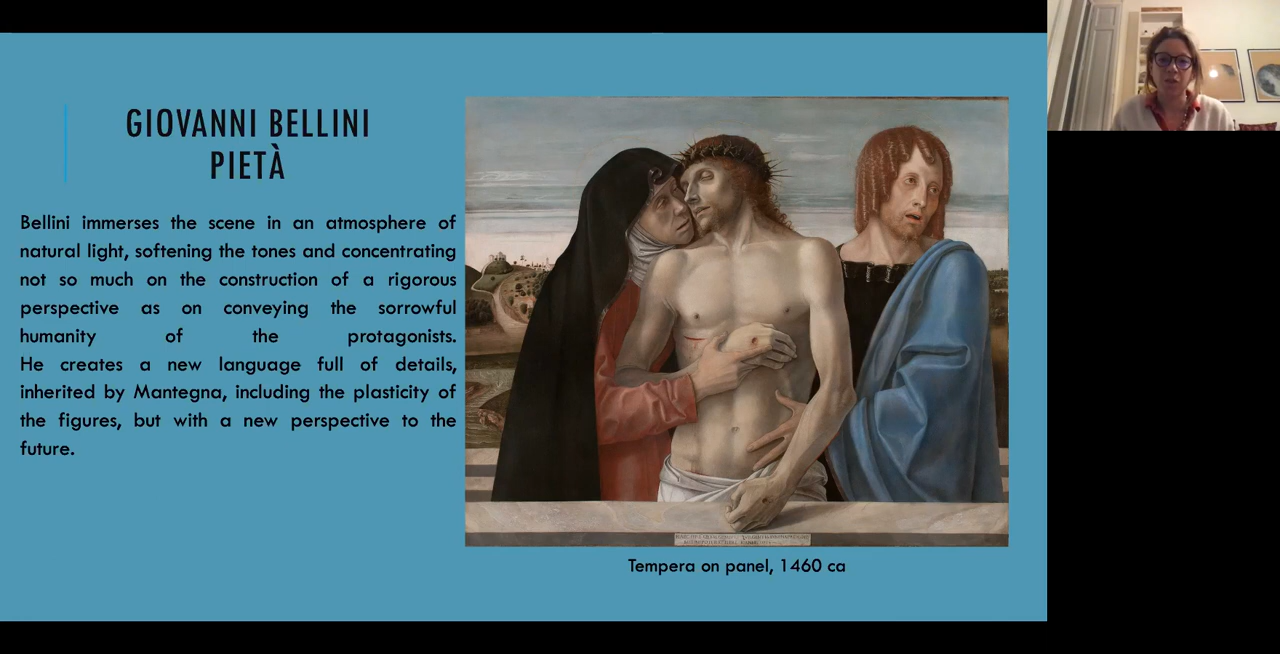 GIOVANNI BELLINI
PIETÀ
Bellini immerses the scene in an atmosphere of
natural light, softening the tones and concentrating
not so much on the construction of a rigorous
perspective as on conveying the sorrowful
humanity of the protagonists.
He creates a new language full of details,
inherited by Mantegna, including the plasticity of
the figures, but with a new perspective to the
future.
Tempera on panel, 1460 ca